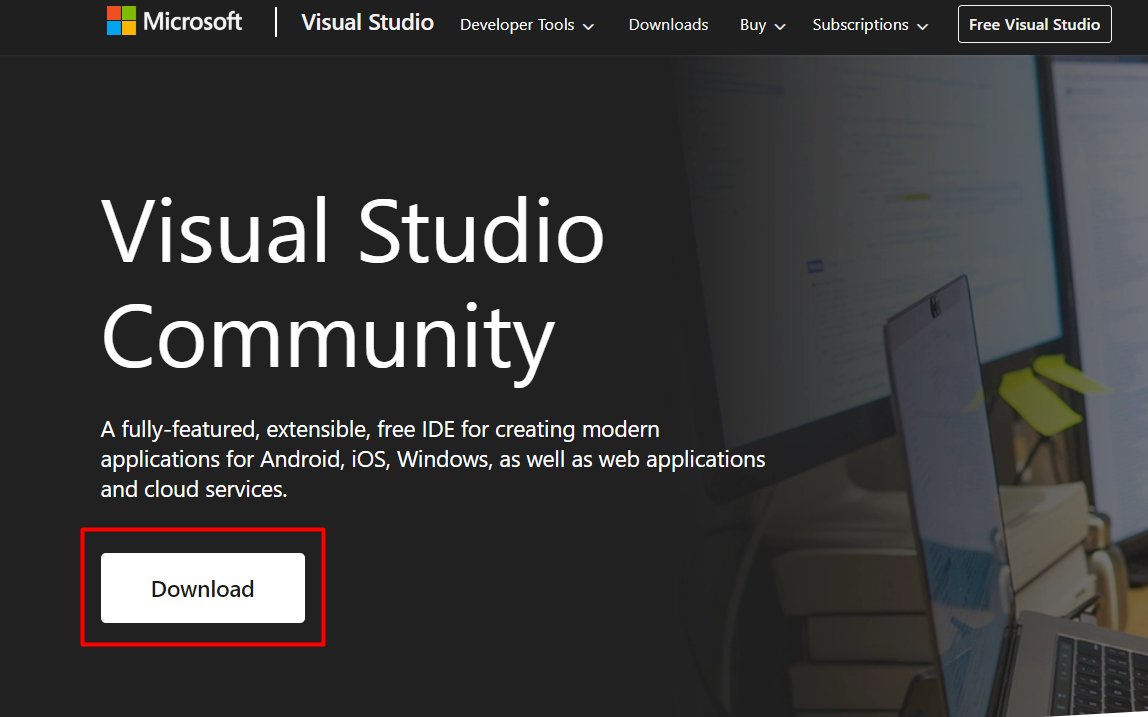 Microsoft
Visual Studio
Developer Tools
Downloads
Buy
Subscriptions
Free Visual Studio
Visual Studio
Community
A fully-featured, extensible, free IDE for creating modern
applications for Android, iOS, Windows, as well as web applications
and cloud services.
Download